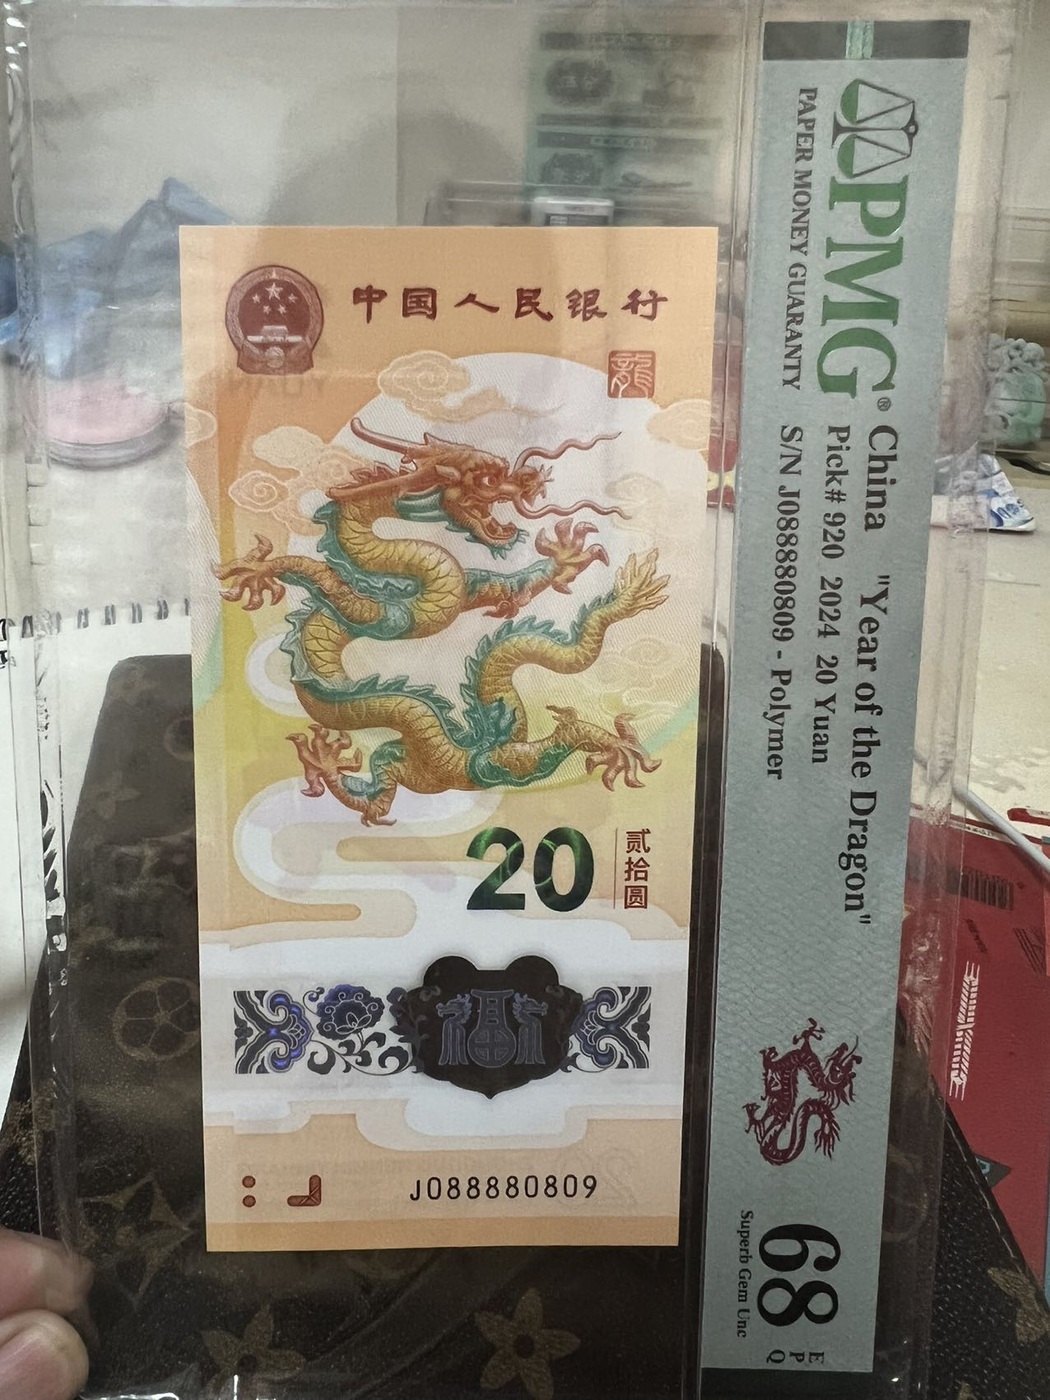 中国人民银行
龍
20
贰拾圆
J088880809
PMG®
PAPER MONEY GUARANTY
China "Year of the Dragon"
Pick# 920 2024 20 Yuan
S/N J088880809 - Polymer
68
EPQ
Superb Gem Unc